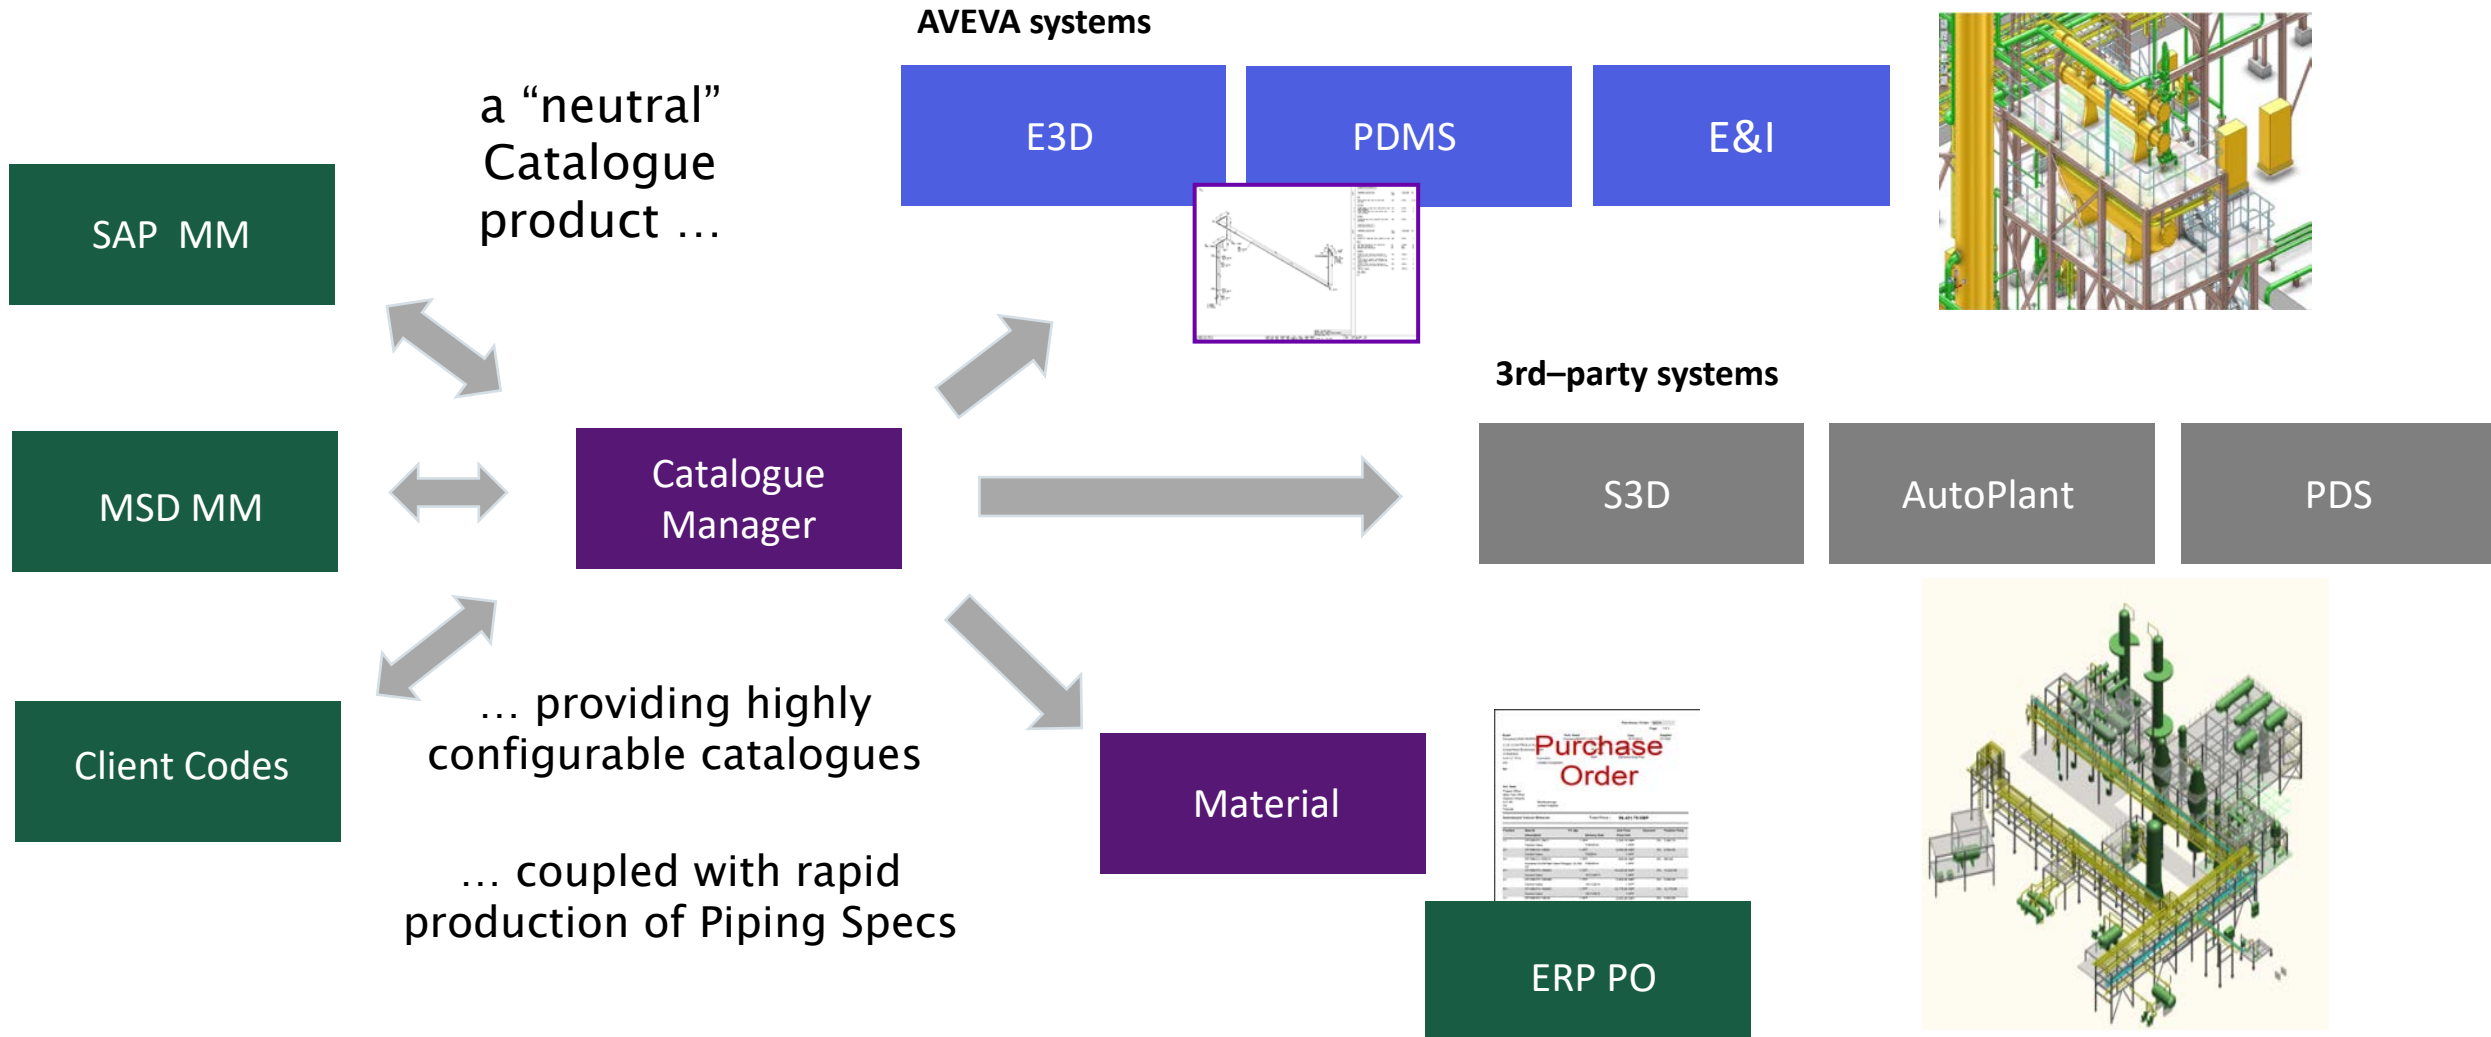 AVEVA systems
a “neutral”
Catalogue
product …
E3D
PDMS
E&I
SAP MM
3rd–party systems
MSD MM
Catalogue
Manager
S3D
AutoPlant
PDS
Client Codes
… providing highly
configurable catalogues
… coupled with rapid
production of Piping Specs
Material
Purchase
Order
ERP PO